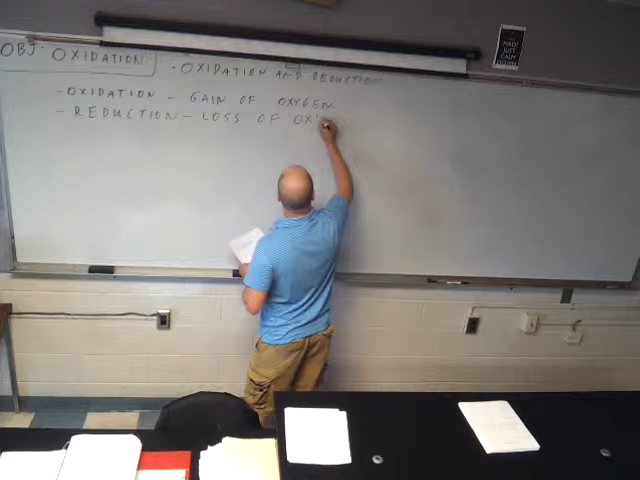 OBJ: OXIDATION
• OXIDATION AND REDUCTION
- OXIDATION - GAIN OF OXYGEN
- REDUCTION - LOSS OF OX